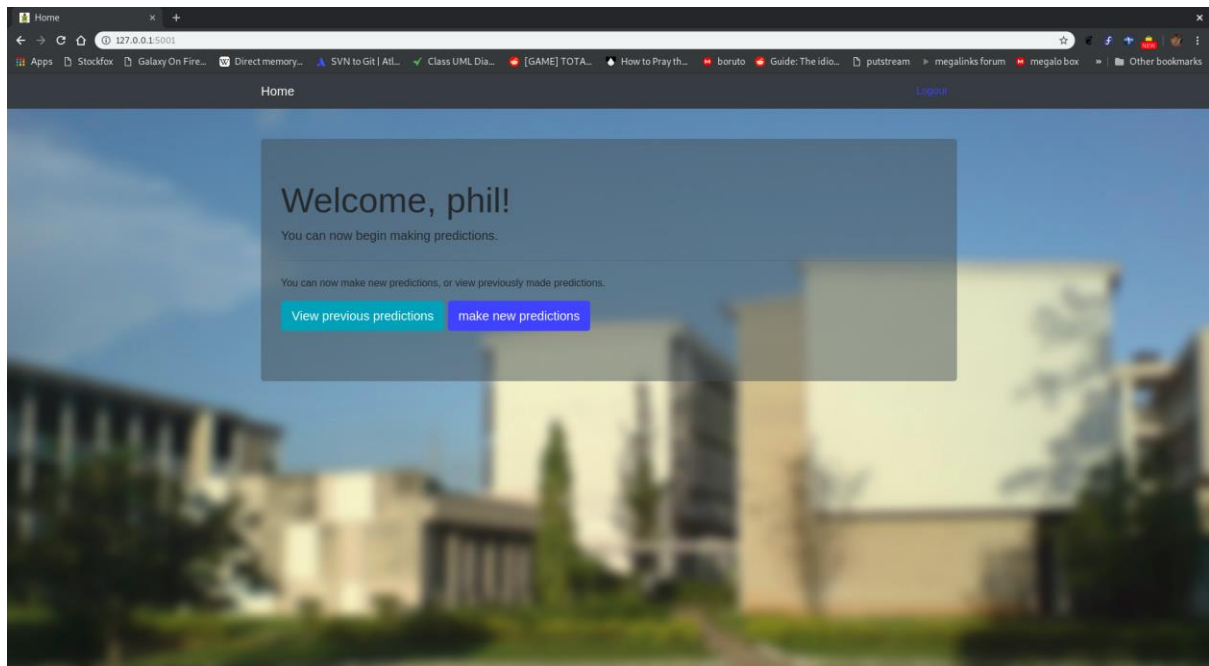 Home
127.0.0.1:5001
Apps Stockfox Galaxy On Fire... Direct memory... SVN to Git | Atl... Class UML Dia... [GAME] TOTA... How to Pray th... boruto Guide: The idio... putstream megalinks forum megalo box » Other bookmarks
Home Logout
Welcome, phil!
You can now begin making predictions.
You can now make new predictions, or view previously made predictions.
View previous predictions make new predictions